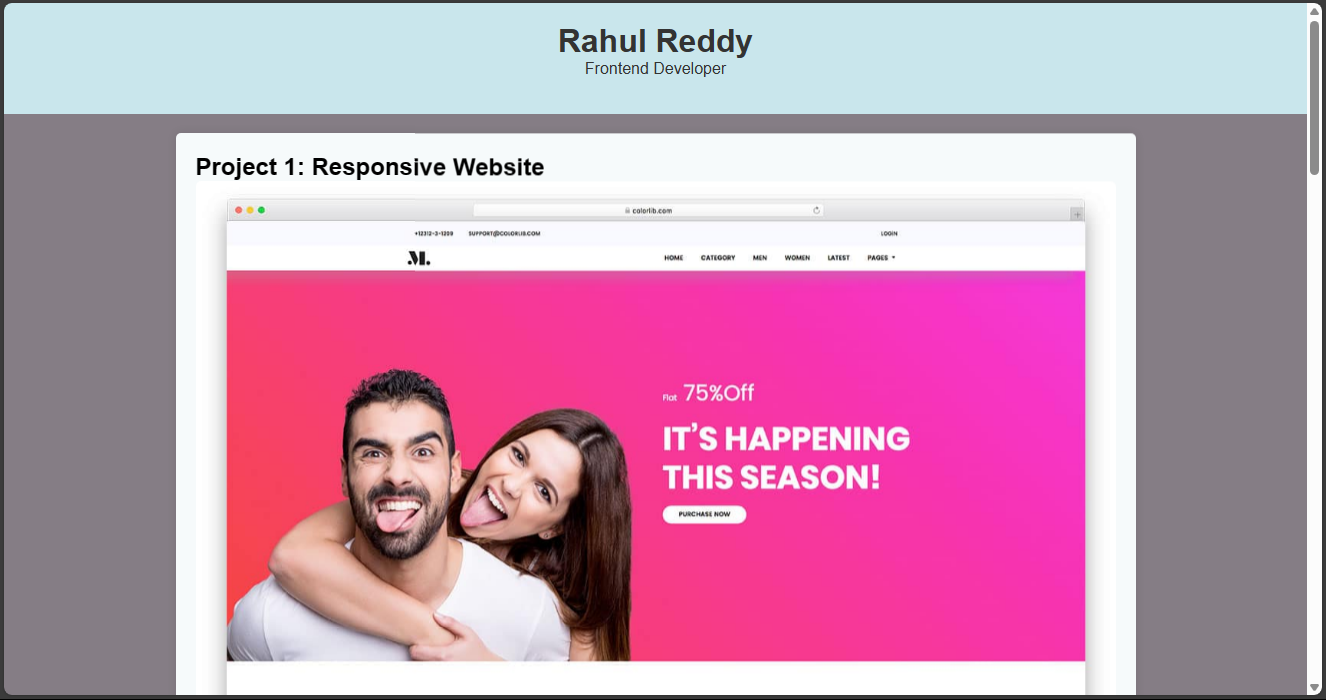 Rahul Reddy
Frontend Developer
Project 1: Responsive Website
colorlib.com
+12312-3-1209 SUPPORT@COLORLIB.COM LOGIN
M. HOME CATEGORY MEN WOMEN LATEST PAGES
Flat 75%Off
IT'S HAPPENING
THIS SEASON!
PURCHASE NOW